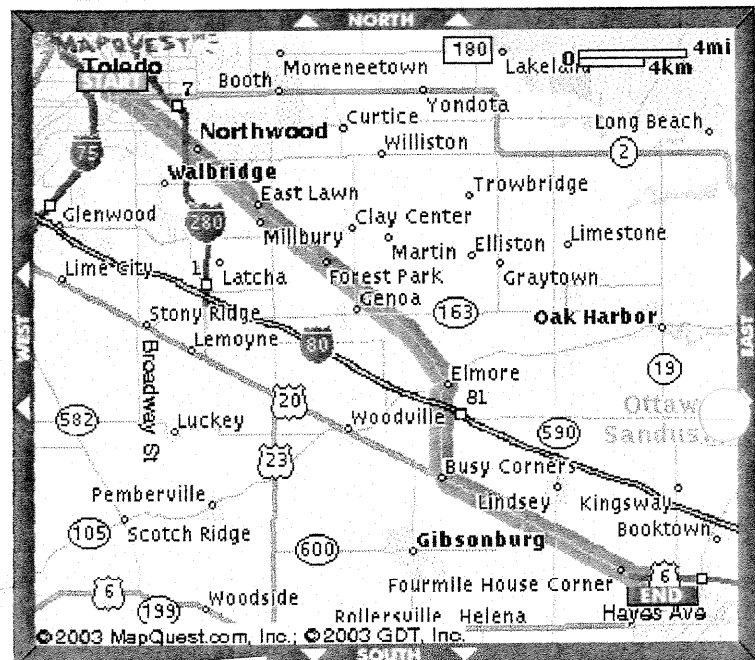 NORTH
MAPQUEST
Toledo
START
7
Booth
Momeneetown
180
Lakeland
0 4mi
4km
Yondota
Northwood
Curtice
Williston
Long Beach
2
75
Walbridge
East Lawn
Trowbridge
Glenwood
280
Millbury
Clay Center
Martin
Elliston
Limestone
Lime City
1
Latcha
Forest Park
Graytown
Genoa
WEST
EAST
Stony Ridge
163
Oak Harbor
Lemoyne
80
19
Broadway St
Elmore
20
81
582
Luckey
Woodville
590
23
Busy Corners
Pemberville
Lindsey
Kingsway
105
Scotch Ridge
Booktown
600
Gibsonburg
6
Fourmile House Corner
6
END
199
Woodside
Rollersville
Helena
Hayes Ave
©2003 MapQuest.com, Inc.; ©2003 GDT, Inc.
SOUTH